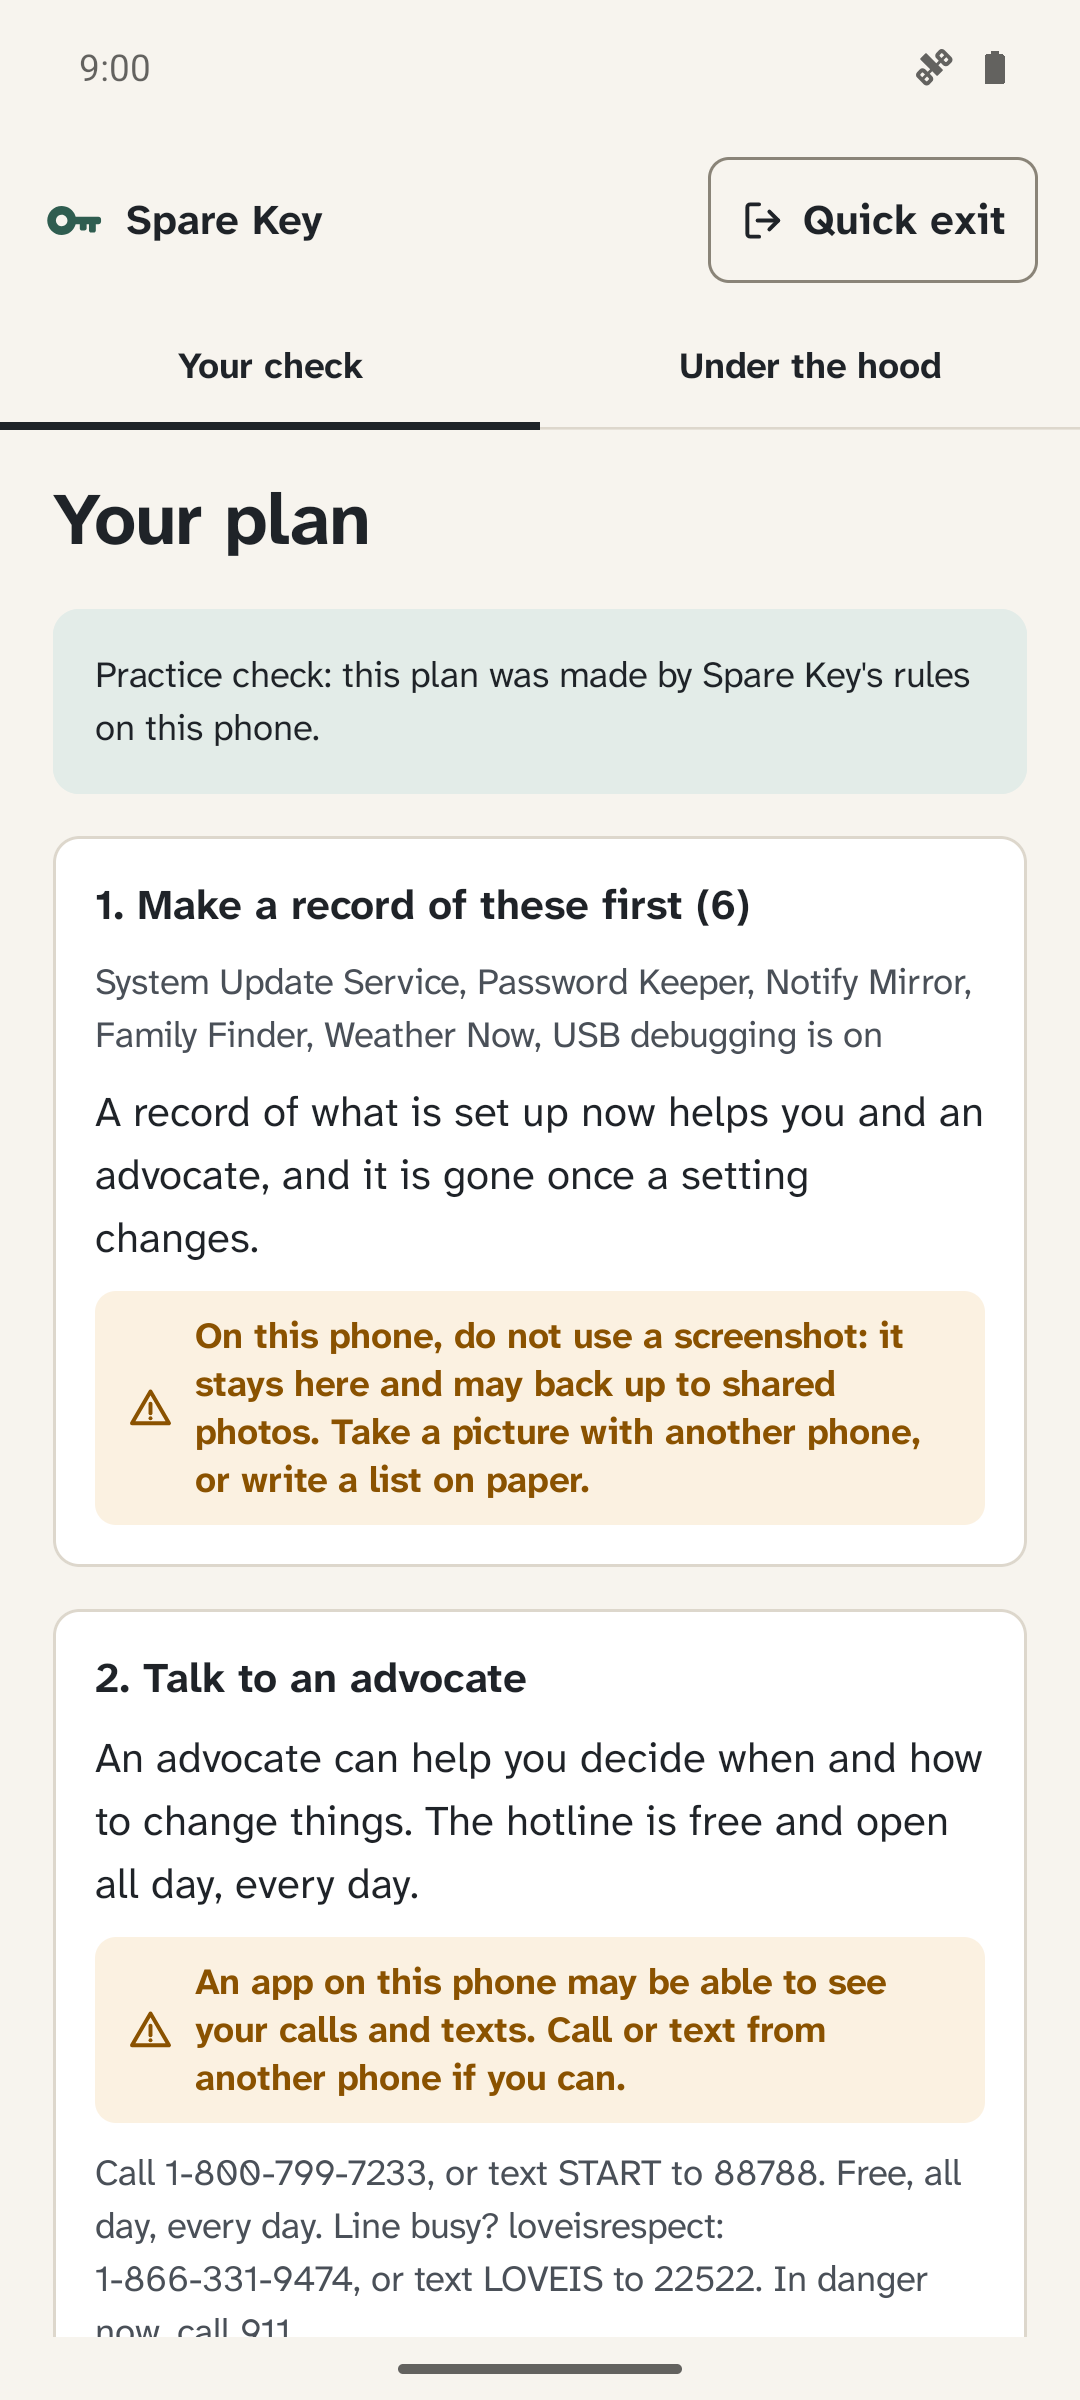 9:00
Spare Key
Quick exit
Your check
Under the hood
Your plan
Practice check: this plan was made by Spare Key's rules
on this phone.
1. Make a record of these first (6)
System Update Service, Password Keeper, Notify Mirror,
Family Finder, Weather Now, USB debugging is on
A record of what is set up now helps you and an
advocate, and it is gone once a setting
changes.
On this phone, do not use a screenshot: it
stays here and may back up to shared
photos. Take a picture with another phone,
or write a list on paper.
2. Talk to an advocate
An advocate can help you decide when and how
to change things. The hotline is free and open
all day, every day.
An app on this phone may be able to see
your calls and texts. Call or text from
another phone if you can.
Call 1-800-799-7233, or text START to 88788. Free, all
day, every day. Line busy? loveisrespect:
1-866-331-9474, or text LOVEIS to 22522. In danger
now, call 911